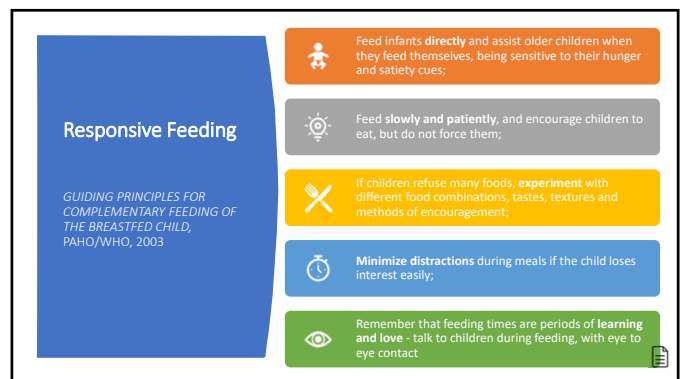 Responsive Feeding
GUIDING PRINCIPLES FOR
COMPLEMENTARY FEEDING OF
THE BREASTFED CHILD,
PAHO/WHO, 2003
Feed infants directly and assist older children when
they feed themselves, being sensitive to their hunger
and satiety cues;
Feed slowly and patiently, and encourage children to
eat, but do not force them;
If children refuse many foods, experiment with
different food combinations, tastes, textures and
methods of encouragement;
Minimize distractions during meals if the child loses
interest easily;
Remember that feeding times are periods of learning
and love - talk to children during feeding, with eye to
eye contact